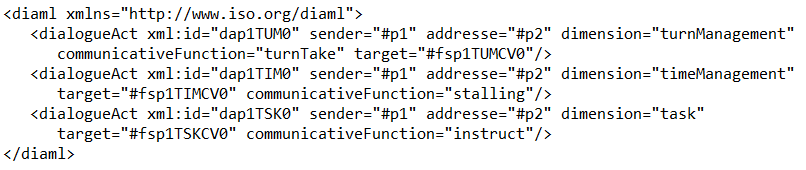 <diaml xmlns="http://www.iso.org/diaml">
<dialogueAct xml:id="dap1TUM0" sender="#p1" addresse="#p2" dimension="turnManagement"
communicativeFunction="turnTake" target="#fsp1TUMCV0"/>
<dialogueAct xml:id="dap1TIM0" sender="#p1" addresse="#p2" dimension="timeManagement"
target="#fsp1TIMCV0" communicativeFunction="stalling"/>
<dialogueAct xml:id="dap1TSK0" sender="#p1" addresse="#p2" dimension="task"
target="#fsp1TSKCV0" communicativeFunction="instruct"/>
</diaml>